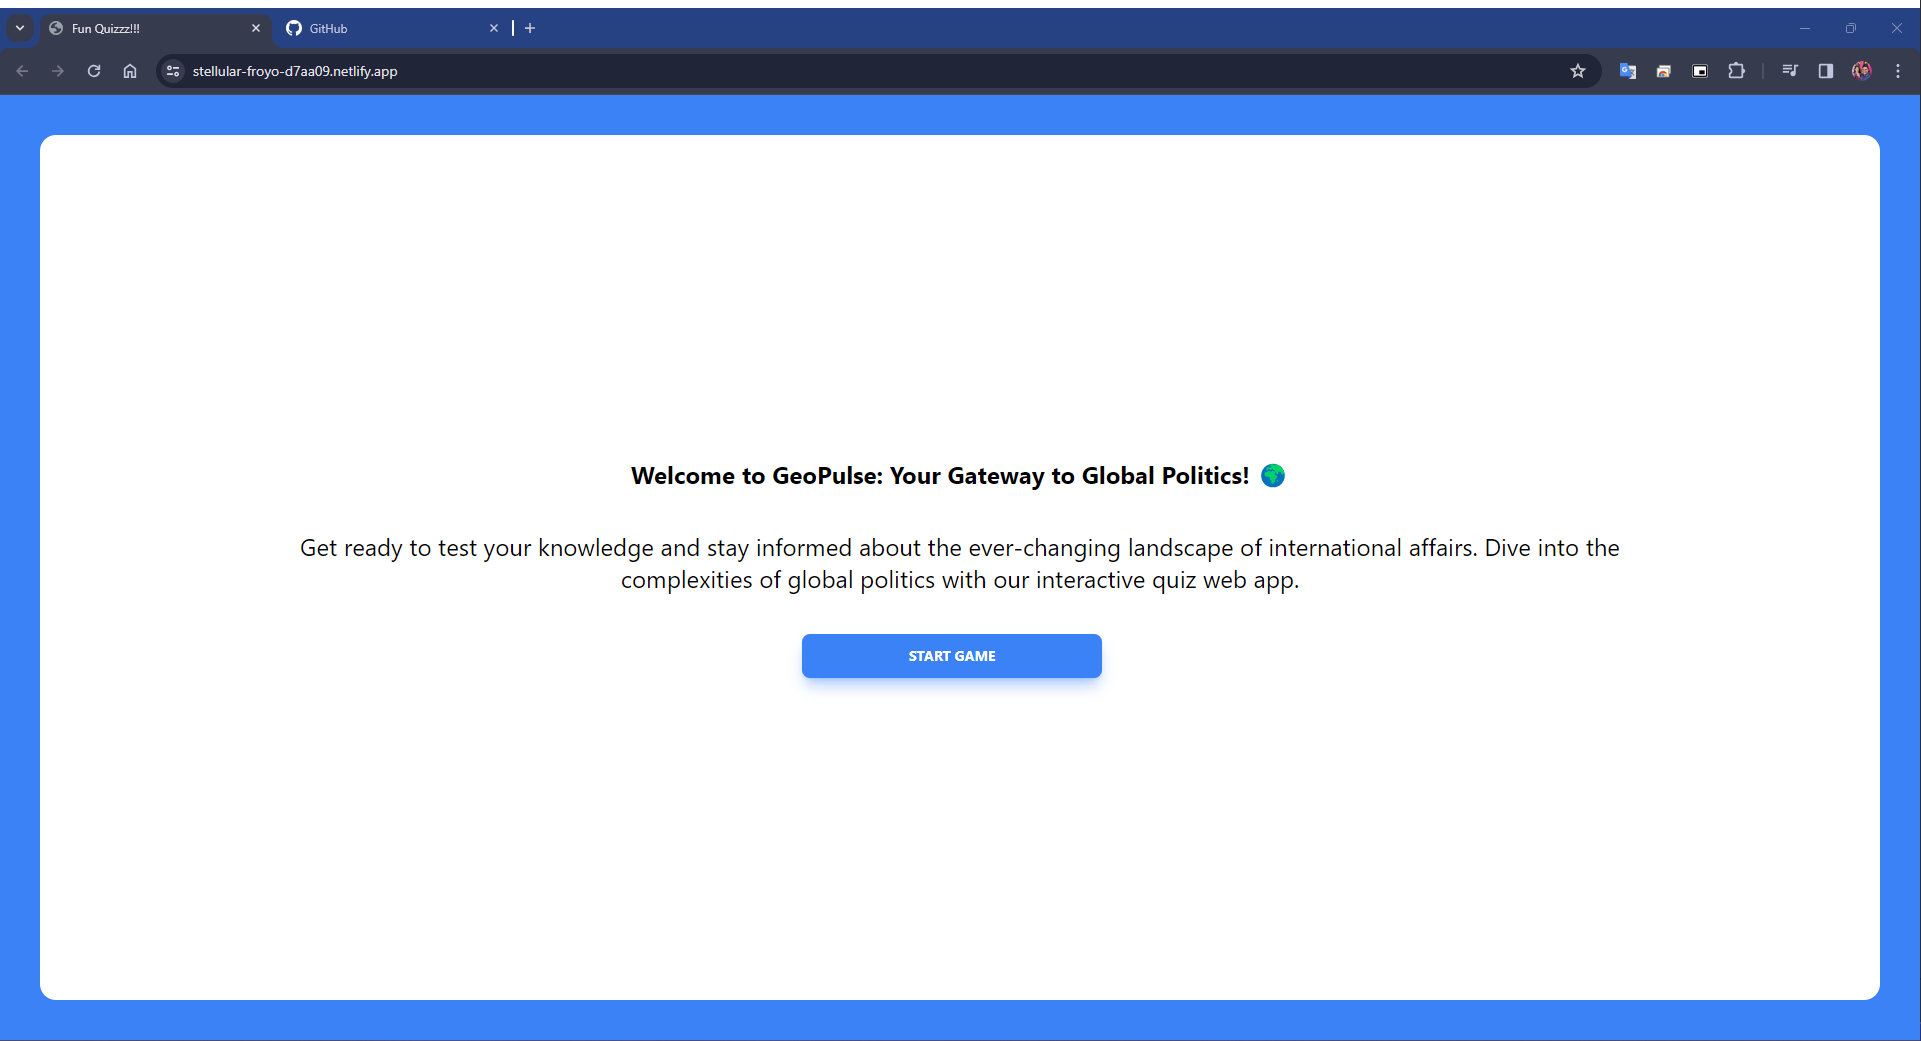 Fun Quizzz!!!
GitHub
stellular-froyo-d7aa09.netlify.app
Welcome to GeoPulse: Your Gateway to Global Politics! 🌍
Get ready to test your knowledge and stay informed about the ever-changing landscape of international affairs. Dive into the
complexities of global politics with our interactive quiz web app.
START GAME